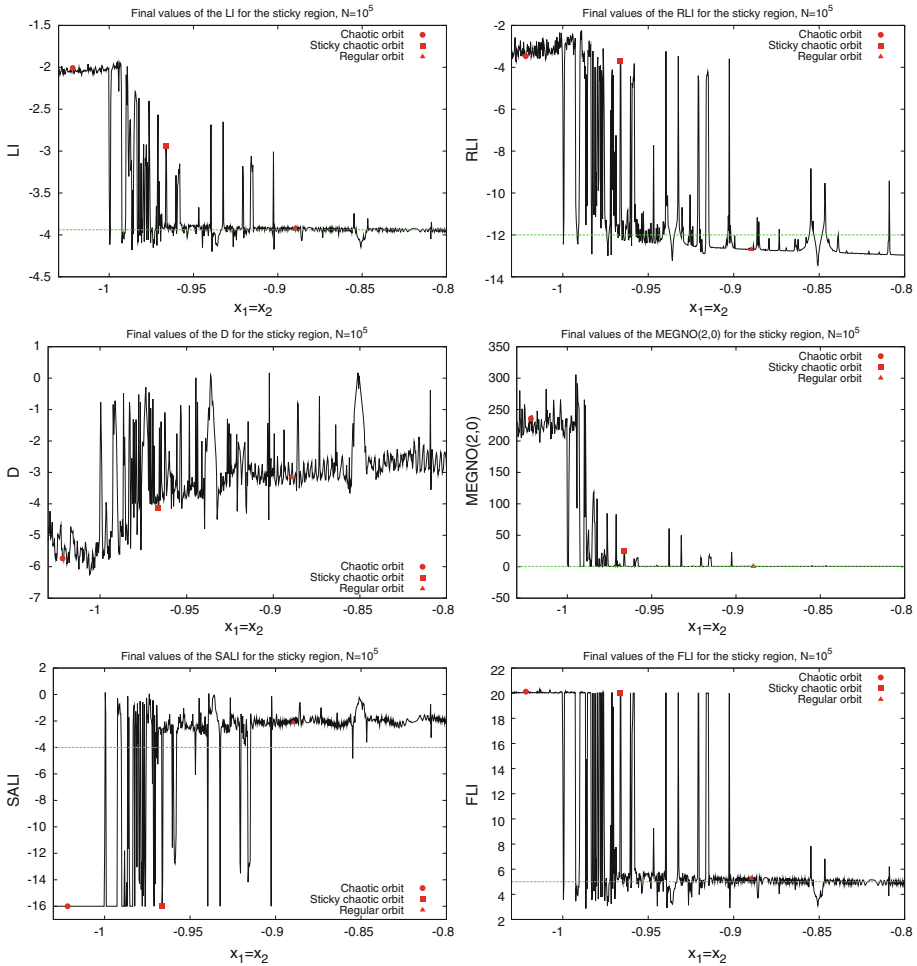 Final values of the LI for the sticky region, N=10^5
Chaotic orbit
Sticky chaotic orbit
Regular orbit
-1
-1.5
-2
-2.5
-3
-3.5
-4
-4.5
LI
-1 -0.95 -0.9 -0.85 -0.8
x1=x2
Final values of the RLI for the sticky region, N=10^5
Chaotic orbit
Sticky chaotic orbit
Regular orbit
-2
-4
-6
-8
-10
-12
-14
RLI
-1 -0.95 -0.9 -0.85 -0.8
x1=x2
Final values of the D for the sticky region, N=10^5
1
0
-1
-2
-3
-4
-5
-6
-7
D
Chaotic orbit
Sticky chaotic orbit
Regular orbit
-1 -0.95 -0.9 -0.85 -0.8
x1=x2
Final values of the MEGNO(2,0) for the sticky region, N=10^5
Chaotic orbit
Sticky chaotic orbit
Regular orbit
350
300
250
200
150
100
50
0
-50
MEGNO(2,0)
-1 -0.95 -0.9 -0.85 -0.8
x1=x2
Final values of the SALI for the sticky region, N=10^5
2
0
-2
-4
-6
-8
-10
-12
-14
-16
SALI
Chaotic orbit
Sticky chaotic orbit
Regular orbit
-1 -0.95 -0.9 -0.85 -0.8
x1=x2
Final values of the FLI for the sticky region, N=10^5
Chaotic orbit
Sticky chaotic orbit
Regular orbit
22
20
18
16
14
12
10
8
6
4
2
FLI
-1 -0.95 -0.9 -0.85 -0.8
x1=x2